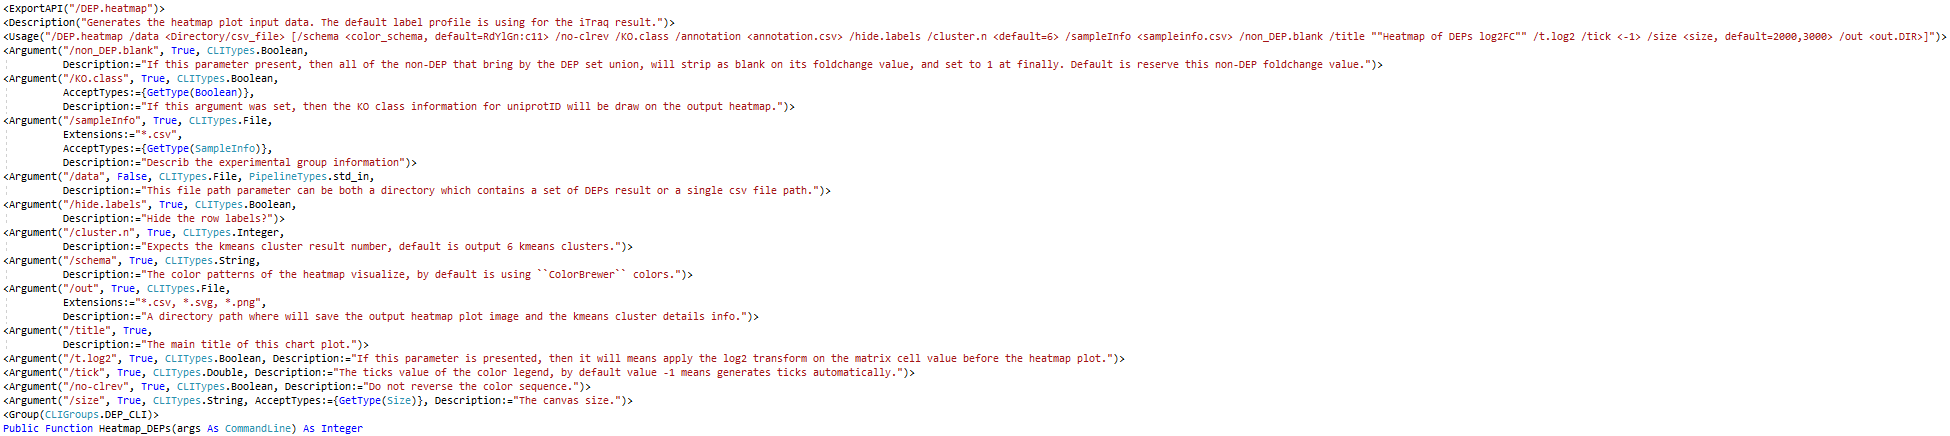 <ExportAPI("/DEP.heatmap")>
<Description("Generates the heatmap plot input data. The default label profile is using for the iTraq result.")>
<Usage("/DEP.heatmap /data <Directory/csv_file> [/schema <color_schema, default=RdYlGn:c11> /no-clrev /KO.class /annotation <annotation.csv> /hide.labels /cluster.n <default=6> /sampleInfo <sampleinfo.csv> /non_DEP.blank /title ""Heatmap of DEPs log2FC"" /t.log2 /tick <-1> /size <size, default=2000,3000> /out <out.DIR>]")>
<Argument("/non_DEP.blank", True, CLITypes.Boolean,
Description:="If this parameter present, then all of the non-DEP that bring by the DEP set union, will strip as blank on its foldchange value, and set to 1 at finally. Default is reserve this non-DEP foldchange value.")>
<Argument("/KO.class", True, CLITypes.Boolean,
AcceptTypes:={GetType(Boolean)},
Description:="If this argument was set, then the KO class information for uniprotID will be draw on the output heatmap.")>
<Argument("/sampleInfo", True, CLITypes.File,
Extensions:="*.csv",
AcceptTypes:={GetType(SampleInfo)},
Description:="Describ the experimental group information")>
<Argument("/data", False, CLITypes.File, PipelineTypes.std_in,
Description:="This file path parameter can be both a directory which contains a set of DEPs result or a single csv file path.")>
<Argument("/hide.labels", True, CLITypes.Boolean,
Description:="Hide the row labels?")>
<Argument("/cluster.n", True, CLITypes.Integer,
Description:="Expects the kmeans cluster result number, default is output 6 kmeans clusters.")>
<Argument("/schema", True, CLITypes.String,
Description:="The color patterns of the heatmap visualize, by default is using ``ColorBrewer`` colors.")>
<Argument("/out", True, CLITypes.File,
Extensions:="*.csv, *.svg, *.png",
Description:="A directory path where will save the output heatmap plot image and the kmeans cluster details info.")>
<Argument("/title", True,
Description:="The main title of this chart plot.")>
<Argument("/t.log2", True, CLITypes.Boolean, Description:="If this parameter is presented, then it will means apply the log2 transform on the matrix cell value before the heatmap plot.")>
<Argument("/tick", True, CLITypes.Double, Description:="The ticks value of the color legend, by default value -1 means generates ticks automatically.")>
<Argument("/no-clrev", True, CLITypes.Boolean, Description:="Do not reverse the color sequence.")>
<Argument("/size", True, CLITypes.String, AcceptTypes:={GetType(Size)}, Description:="The canvas size.")>
<Group(CLIGroups.DEP_CLI)>
Public Function Heatmap_DEPs(args As CommandLine) As Integer